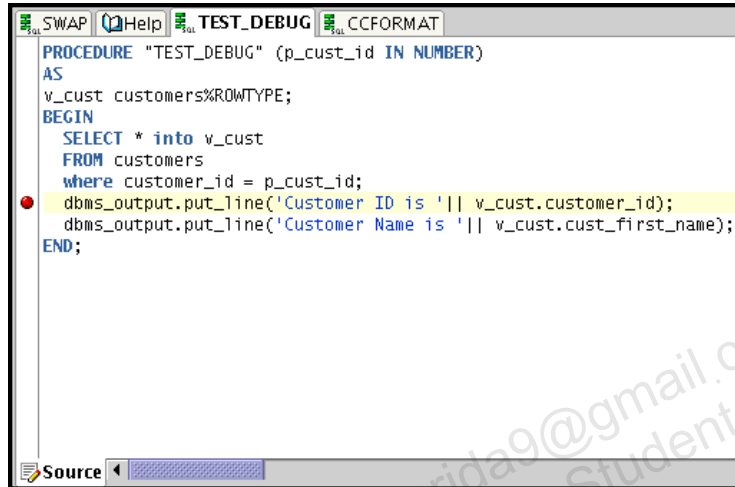 SWAP Help TEST_DEBUG CCFORMAT
PROCEDURE "TEST_DEBUG" (p_cust_id IN NUMBER)
AS
v_cust customers%ROWTYPE;
BEGIN
SELECT * into v_cust
FROM customers
where customer_id = p_cust_id;
dbms_output.put_line('Customer ID is '|| v_cust.customer_id);
dbms_output.put_line('Customer Name is '|| v_cust.cust_first_name);
END;
Source